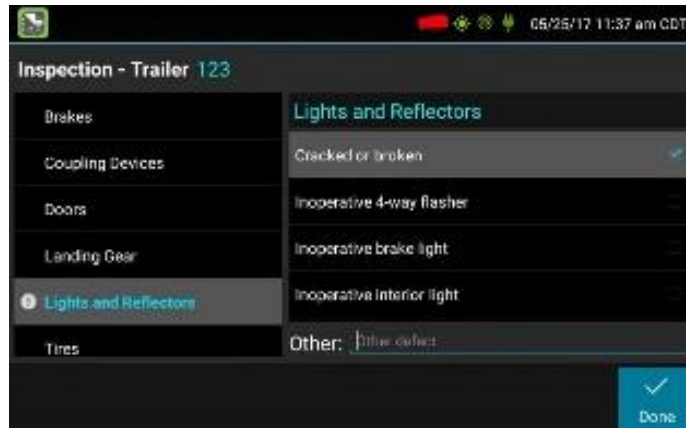 05/25/17 11:37 am CDT
Inspection - Trailer 123
Brakes
Coupling Devices
Doors
Landing Gear
Lights and Reflectors
Tires
Lights and Reflectors
Cracked or broken
Inoperative 4-way flasher
Inoperative brake light
Inoperative interior light
Other: Other defect
Done